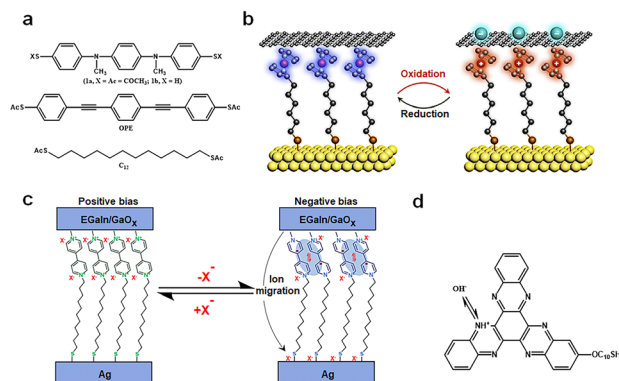 a
XS
N
CH₃
N
CH₃
SX
(1a, X = Ac = COCH₃; 1b, X = H)
AcS
SAc
OPE
AcS
SAc
C₁₂
b
Oxidation
Reduction
c
Positive bias
EGaIn/GaOₓ
N⁺ N⁺ N⁺ N⁺
X⁻ X⁻ X⁻ X⁻
X⁻ X⁻ X⁻ X⁻
N⁺ N⁺ N⁺ N⁺
S S S S
Ag
-X⁻
+X⁻
Negative bias
EGaIn/GaOₓ
Ion
migration
X⁻ X⁻ X⁻ X⁻
S S S S
Ag
d
OH⁻
N
N
NH⁺
N
N
N
OC₁₀SH